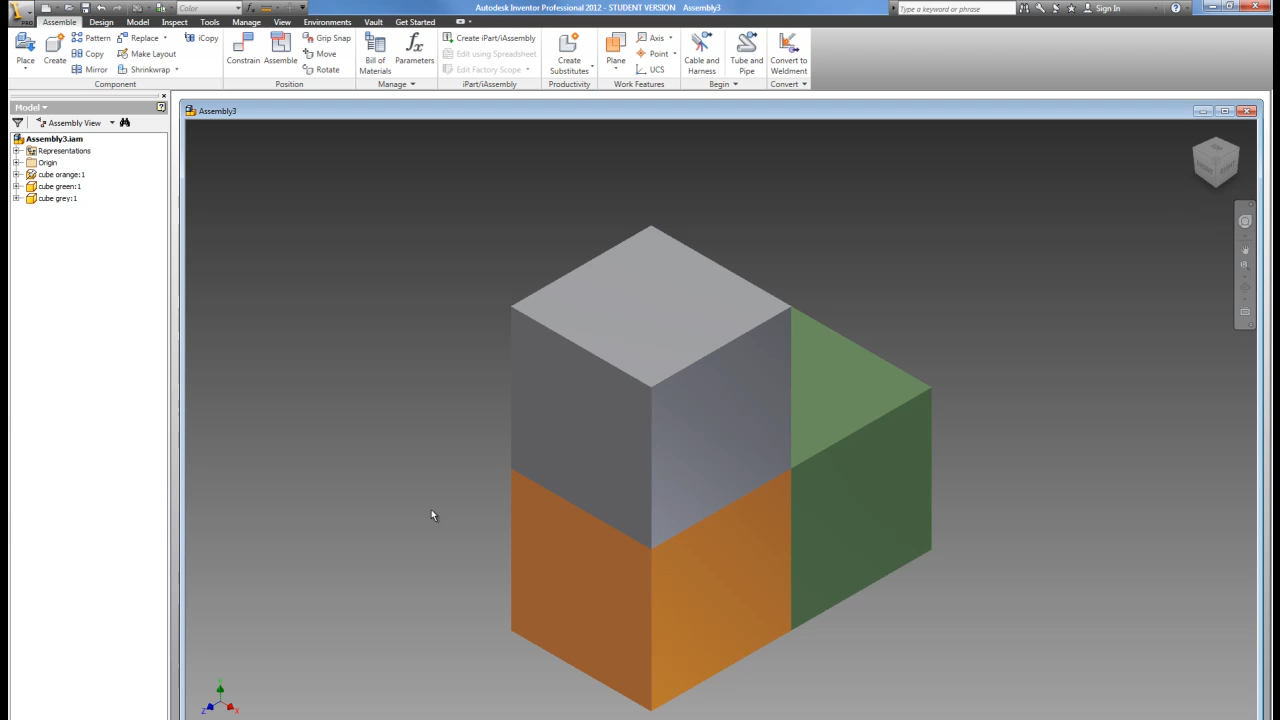 PRO Color Autodesk Inventor Professional 2012 - STUDENT VERSION Assembly3 Type a keyword or phrase Sign In
Assemble Design Model Inspect Tools Manage View Environments Vault Get Started
Pattern Replace iCopy Grip Snap Create iPart/iAssembly Axis
Copy Make Layout Move Edit using Spreadsheet Point
Place Create Constrain Assemble Bill of Materials Parameters Create Substitutes Plane Cable and Harness Tube and Pipe Convert to Weldment
Mirror Shrinkwrap Rotate Edit Factory Scope UCS
Component Position Manage iPart/iAssembly Productivity Work Features Begin Convert
Model
Assembly3
Assembly View
Assembly3.iam
Representations
Origin
cube orange:1
cube green:1
cube grey:1
Y
Z X